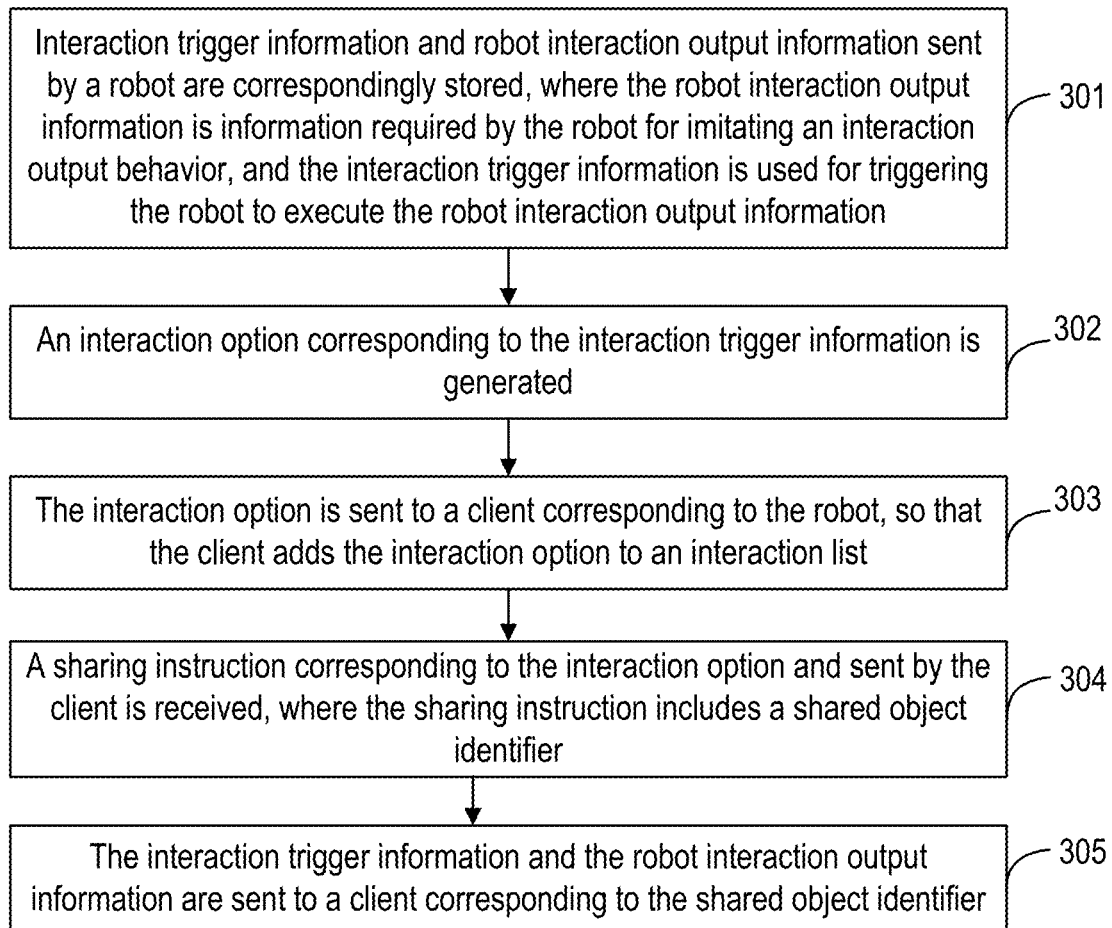 Interaction trigger information and robot interaction output information sent
by a robot are correspondingly stored, where the robot interaction output
information is information required by the robot for imitating an interaction
output behavior, and the interaction trigger information is used for triggering
the robot to execute the robot interaction output information
301
An interaction option corresponding to the interaction trigger information is
generated
302
The interaction option is sent to a client corresponding to the robot, so that
the client adds the interaction option to an interaction list
303
A sharing instruction corresponding to the interaction option and sent by the
client is received, where the sharing instruction includes a shared object
identifier
304
The interaction trigger information and the robot interaction output
information are sent to a client corresponding to the shared object identifier
305